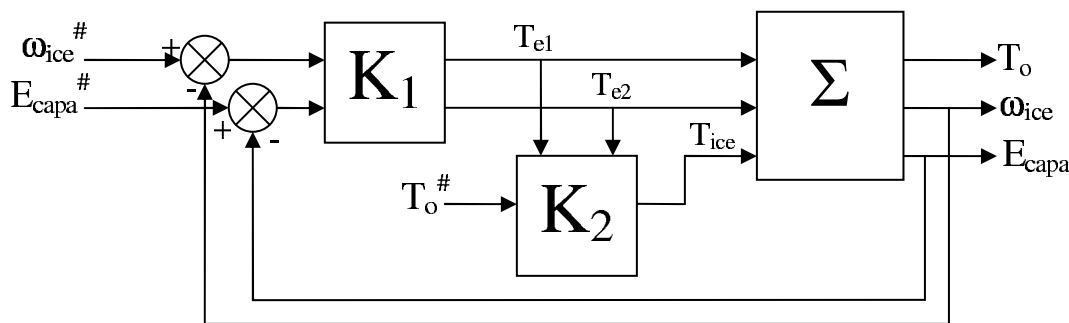 ω_ice^#
E_capa^#
+
-
+
-
K_1
T_e1
T_e2
T_ice
T_o^#
K_2
Σ
T_o
ω_ice
E_capa